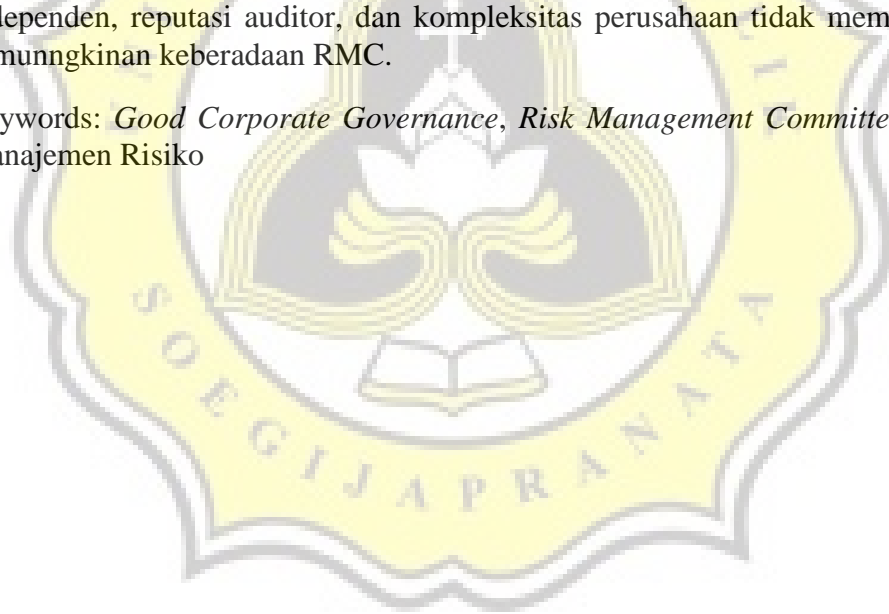 dependen, reputasi auditor, dan kompleksitas perusahaan tidak mem
munngkinan keberadaan RMC.
ywords: Good Corporate Governance, Risk Management Committe
anajemen Risiko
SOEGIJAPRANATA